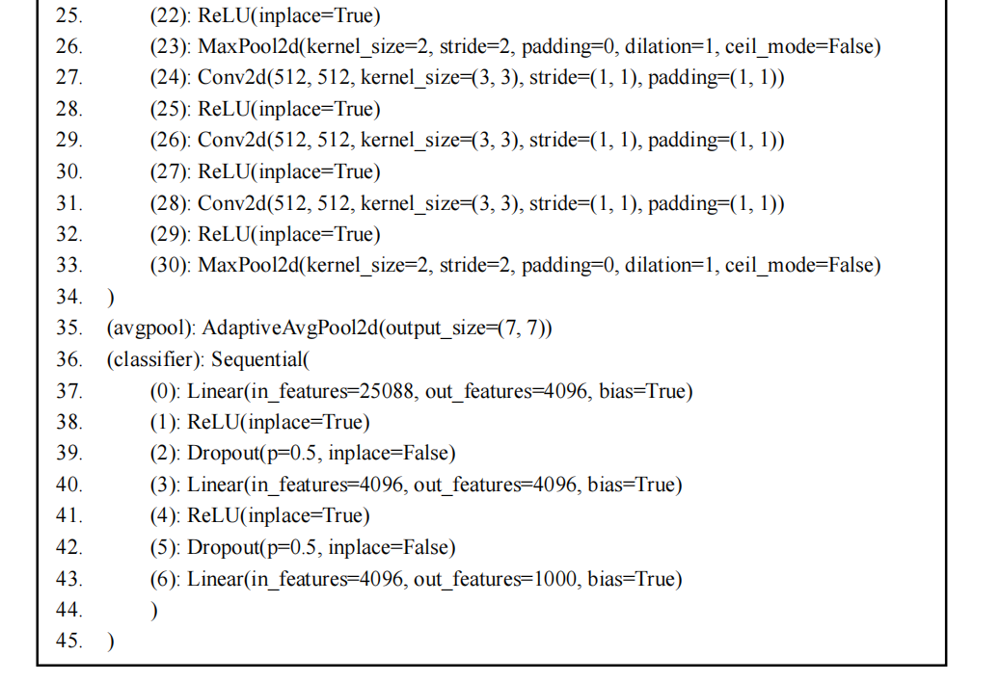 25. (22): ReLU(inplace=True)
26. (23): MaxPool2d(kernel_size=2, stride=2, padding=0, dilation=1, ceil_mode=False)
27. (24): Conv2d(512, 512, kernel_size=(3, 3), stride=(1, 1), padding=(1, 1))
28. (25): ReLU(inplace=True)
29. (26): Conv2d(512, 512, kernel_size=(3, 3), stride=(1, 1), padding=(1, 1))
30. (27): ReLU(inplace=True)
31. (28): Conv2d(512, 512, kernel_size=(3, 3), stride=(1, 1), padding=(1, 1))
32. (29): ReLU(inplace=True)
33. (30): MaxPool2d(kernel_size=2, stride=2, padding=0, dilation=1, ceil_mode=False)
34. )
35. (avgpool): AdaptiveAvgPool2d(output_size=(7, 7))
36. (classifier): Sequential(
37. (0): Linear(in_features=25088, out_features=4096, bias=True)
38. (1): ReLU(inplace=True)
39. (2): Dropout(p=0.5, inplace=False)
40. (3): Linear(in_features=4096, out_features=4096, bias=True)
41. (4): ReLU(inplace=True)
42. (5): Dropout(p=0.5, inplace=False)
43. (6): Linear(in_features=4096, out_features=1000, bias=True)
44. )
45. )